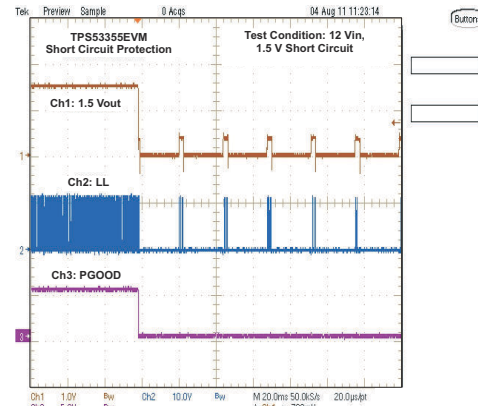 Tek Preview Sample 0 Acqs 04 Aug 11 11:23:14
Buttons
TPS53355EVM
Short Circuit Protection
Test Condition: 12 Vin,
1.5 V Short Circuit
Ch1: 1.5 Vout
1
Ch2: LL
2
Ch3: PGOOD
3
Ch1 1.0V Bw Ch2 10.0V Bw M 20.0ms 50.0kS/s 20.0µs/pt